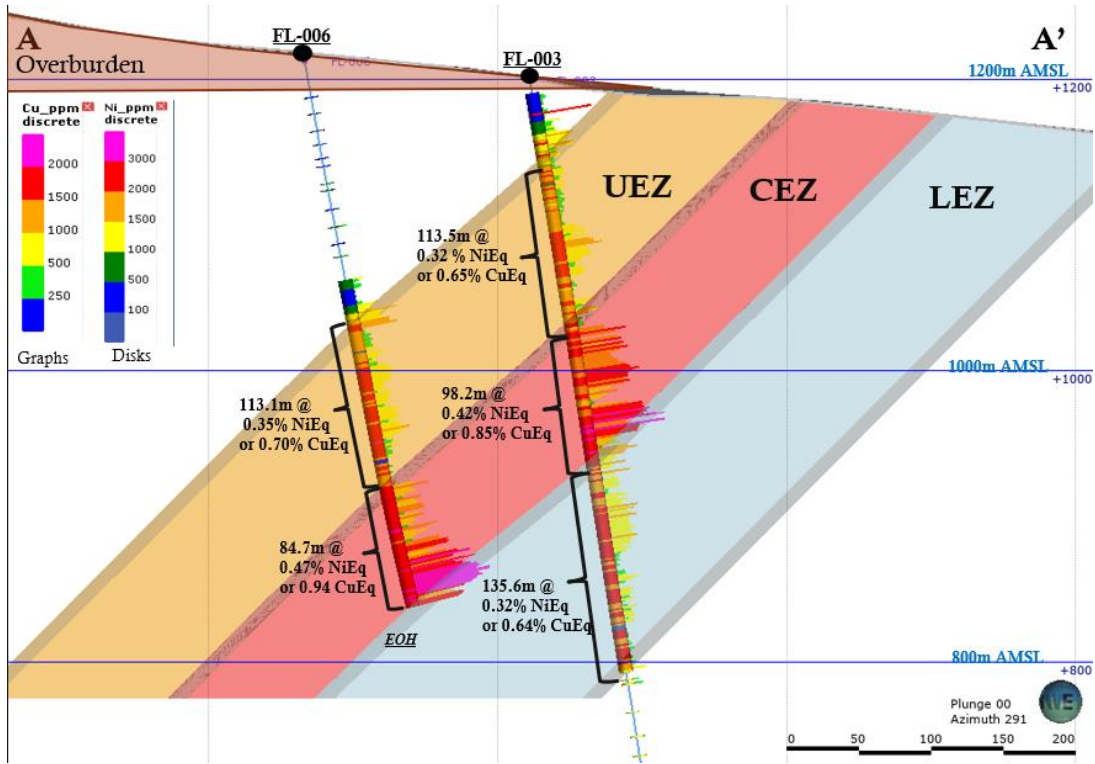 A
FL-006
FL-003
A'
Overburden
FL-006
1200m AMSL
+1200
Cu_ppm
discrete
2000
1500
1000
500
250
Graphs
Ni_ppm
discrete
3000
2000
1500
1000
500
100
Disks
UEZ
CEZ
LEZ
113.5m @
0.32 % NiEq
or 0.65% CuEq
1000m AMSL
+1000
113.1m @
0.35% NiEq
or 0.70% CuEq
98.2m @
0.42% NiEq
or 0.85% CuEq
84.7m @
0.47% NiEq
or 0.94 CuEq
135.6m @
0.32% NiEq
or 0.64% CuEq
EOH
800m AMSL
+800
Plunge 00
Azimuth 291
0 50 100 150 200